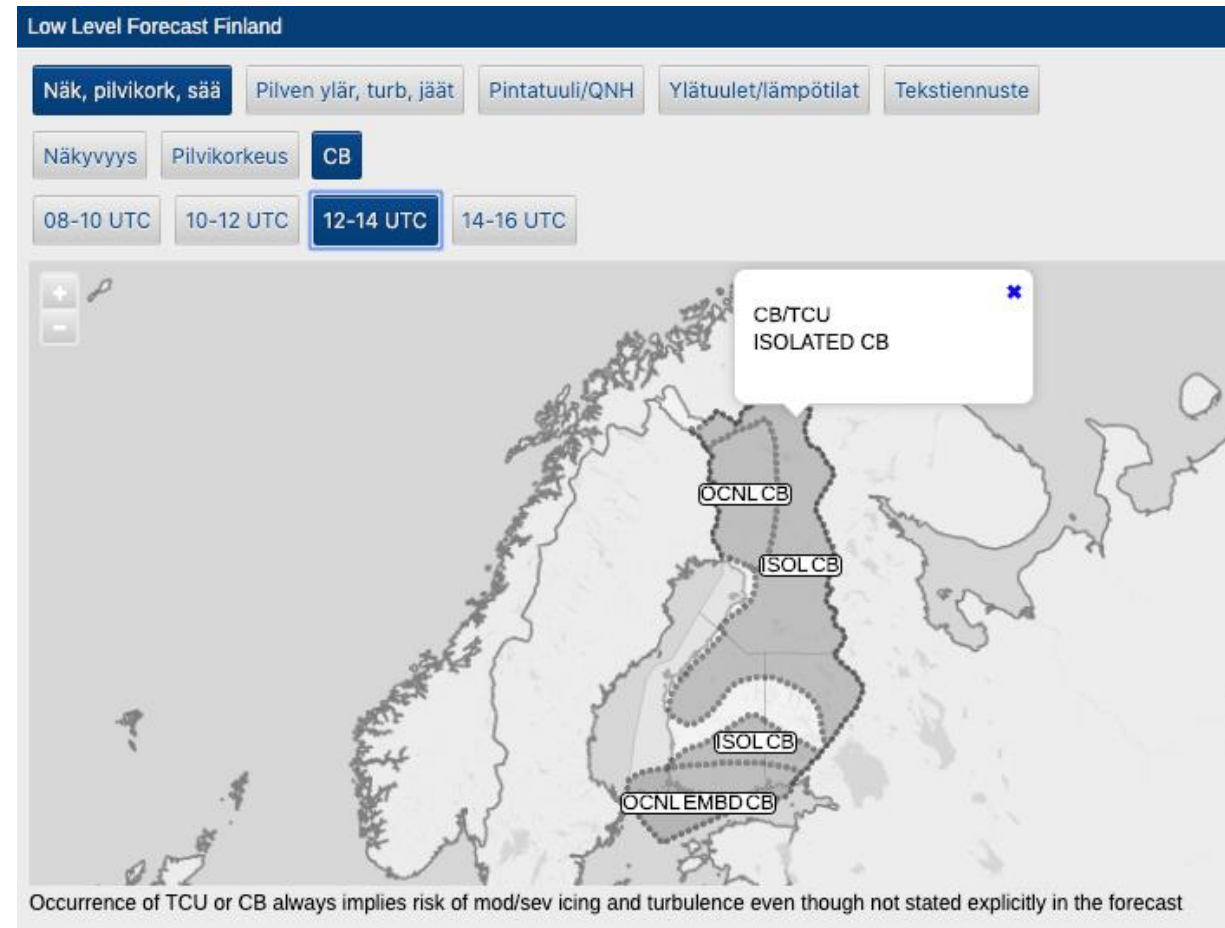 Low Level Forecast Finland
Näk, pilvikork, sää Pilven ylär, turb, jäät Pintatuuli/QNH Ylätuulet/lämpötilat Tekstiennuste
Näkyvyys Pilvikorkeus CB
08-10 UTC 10-12 UTC 12-14 UTC 14-16 UTC
+
−
CB/TCU
ISOLATED CB
OCNL CB
ISOL CB
ISOL CB
OCNL EMBD CB
Occurrence of TCU or CB always implies risk of mod/sev icing and turbulence even though not stated explicitly in the forecast